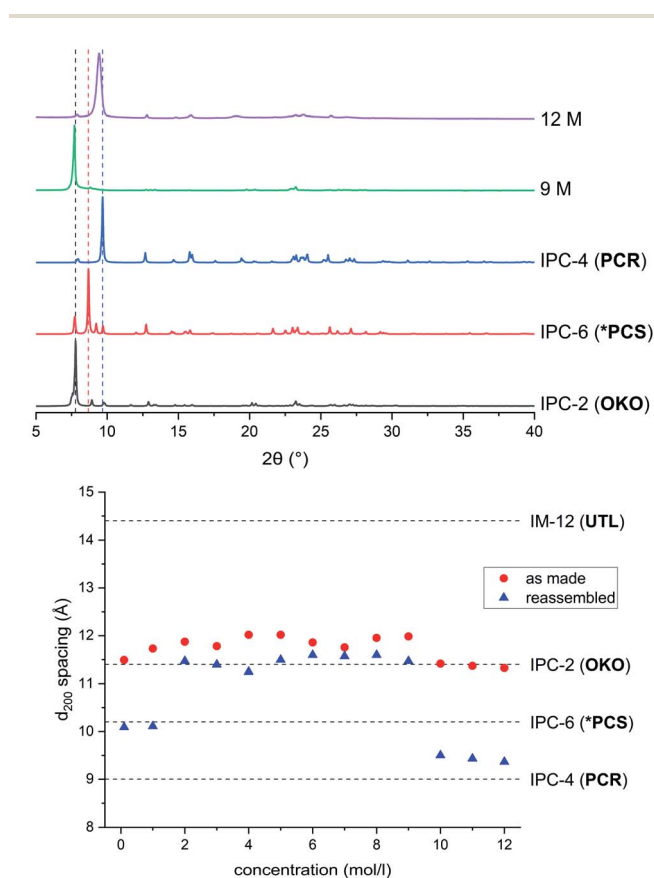 12 M
9 M
IPC-4 (PCR)
IPC-6 (*PCS)
IPC-2 (OKO)
5 10 15 20 25 30 35 40
2θ (°)
15
14
13
12
11
10
9
8
d200 spacing (Å)
IM-12 (UTL)
as made
reassembled
IPC-2 (OKO)
IPC-6 (*PCS)
IPC-4 (PCR)
0 2 4 6 8 10 12
concentration (mol/l)